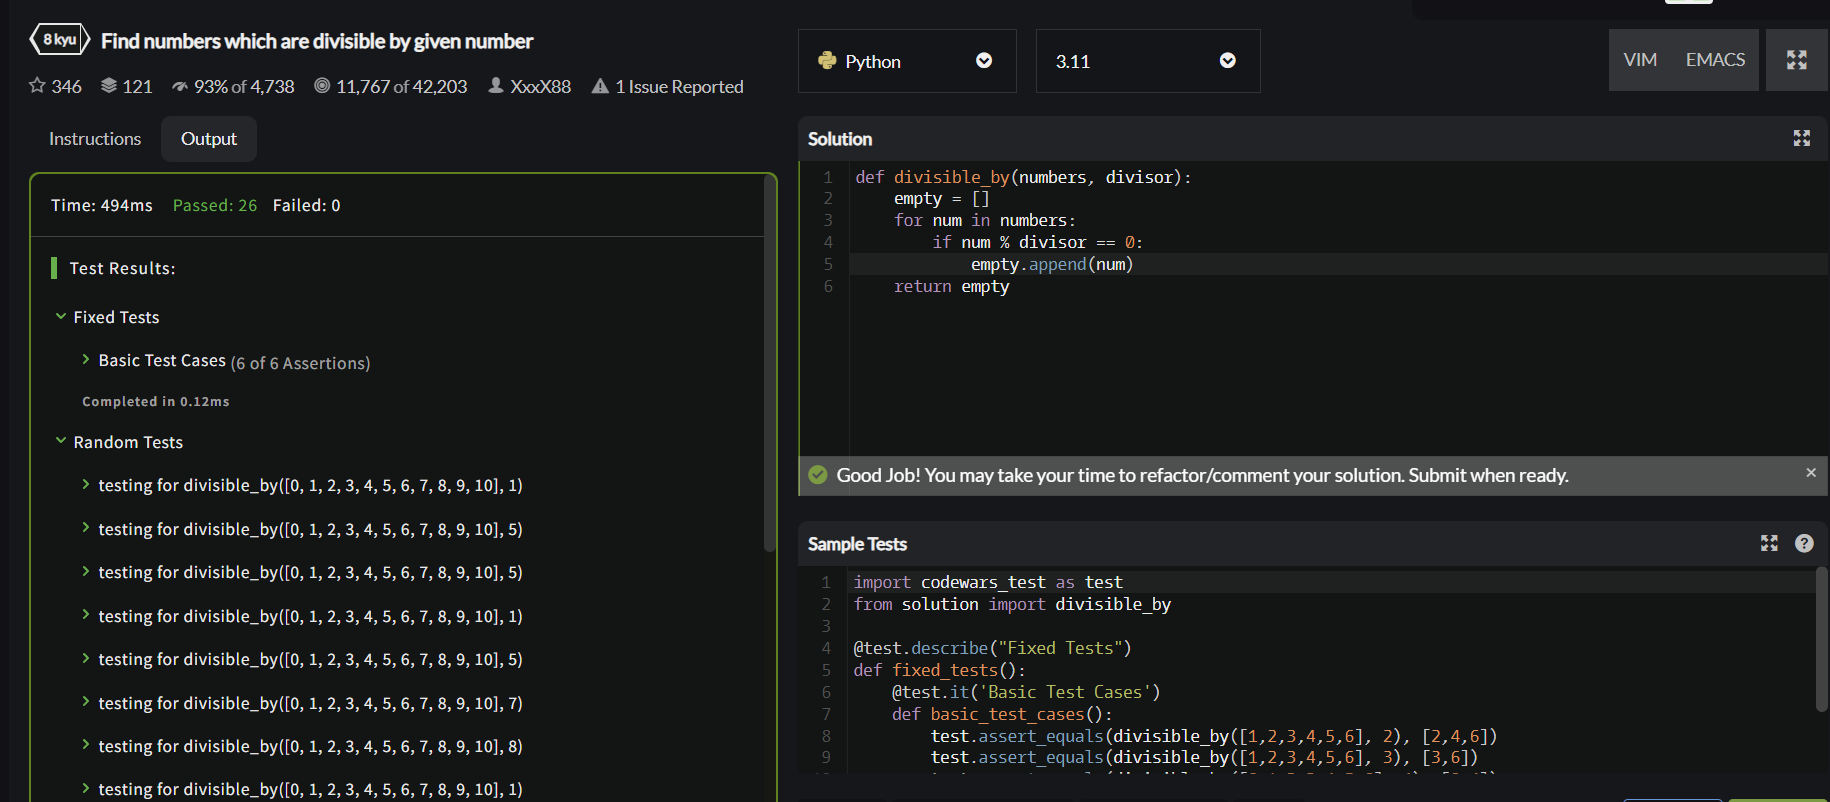 8 kyu Find numbers which are divisible by given number
346 121 93% of 4,738 11,767 of 42,203 XxxX88 1 Issue Reported
Instructions Output
Time: 494ms Passed: 26 Failed: 0
Test Results:
Fixed Tests
Basic Test Cases (6 of 6 Assertions)
Completed in 0.12ms
Random Tests
testing for divisible_by([0, 1, 2, 3, 4, 5, 6, 7, 8, 9, 10], 1)
testing for divisible_by([0, 1, 2, 3, 4, 5, 6, 7, 8, 9, 10], 5)
testing for divisible_by([0, 1, 2, 3, 4, 5, 6, 7, 8, 9, 10], 5)
testing for divisible_by([0, 1, 2, 3, 4, 5, 6, 7, 8, 9, 10], 1)
testing for divisible_by([0, 1, 2, 3, 4, 5, 6, 7, 8, 9, 10], 5)
testing for divisible_by([0, 1, 2, 3, 4, 5, 6, 7, 8, 9, 10], 7)
testing for divisible_by([0, 1, 2, 3, 4, 5, 6, 7, 8, 9, 10], 8)
testing for divisible_by([0, 1, 2, 3, 4, 5, 6, 7, 8, 9, 10], 1)
Python 3.11 VIM EMACS
Solution
1 def divisible_by(numbers, divisor):
2 empty = []
3 for num in numbers:
4 if num % divisor == 0:
5 empty.append(num)
6 return empty
Good Job! You may take your time to refactor/comment your solution. Submit when ready. ×
Sample Tests ?
1 import codewars_test as test
2 from solution import divisible_by
3
4 @test.describe("Fixed Tests")
5 def fixed_tests():
6 @test.it('Basic Test Cases')
7 def basic_test_cases():
8 test.assert_equals(divisible_by([1,2,3,4,5,6], 2), [2,4,6])
9 test.assert_equals(divisible_by([1,2,3,4,5,6], 3), [3,6])